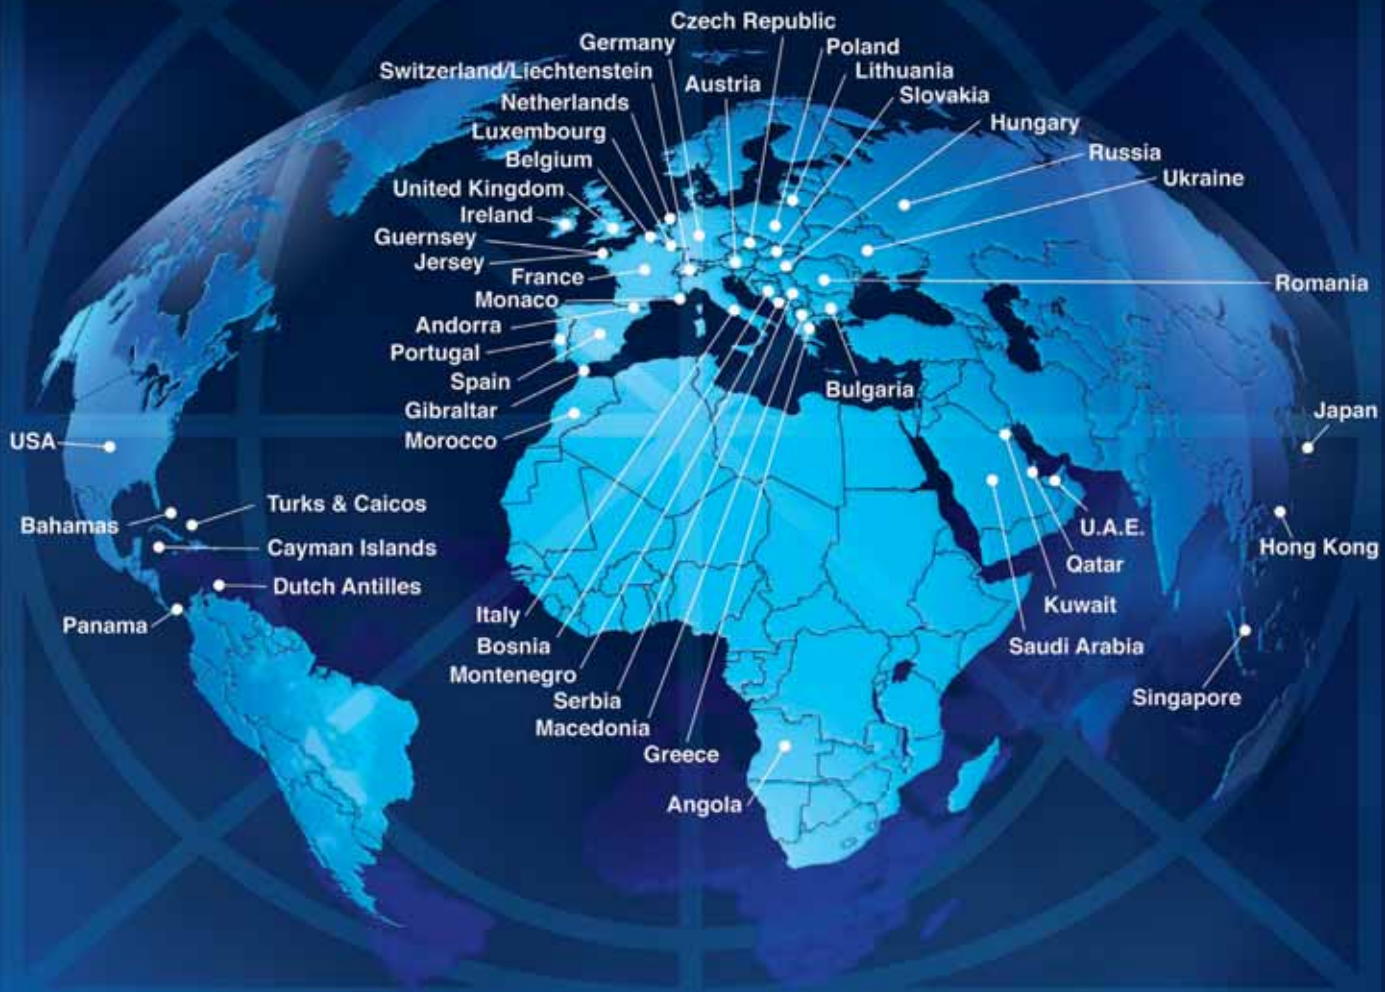 Czech Republic
Germany
Poland
Switzerland/Liechtenstein
Lithuania
Austria
Slovakia
Netherlands
Hungary
Luxembourg
Belgium
Russia
United Kingdom
Ukraine
Ireland
Guernsey
Jersey
France
Romania
Monaco
Andorra
Portugal
Spain
Bulgaria
Gibraltar
Japan
Morocco
USA
Turks & Caicos
Bahamas
U.A.E.
Cayman Islands
Hong Kong
Qatar
Dutch Antilles
Kuwait
Italy
Panama
Bosnia
Saudi Arabia
Montenegro
Singapore
Serbia
Macedonia
Greece
Angola